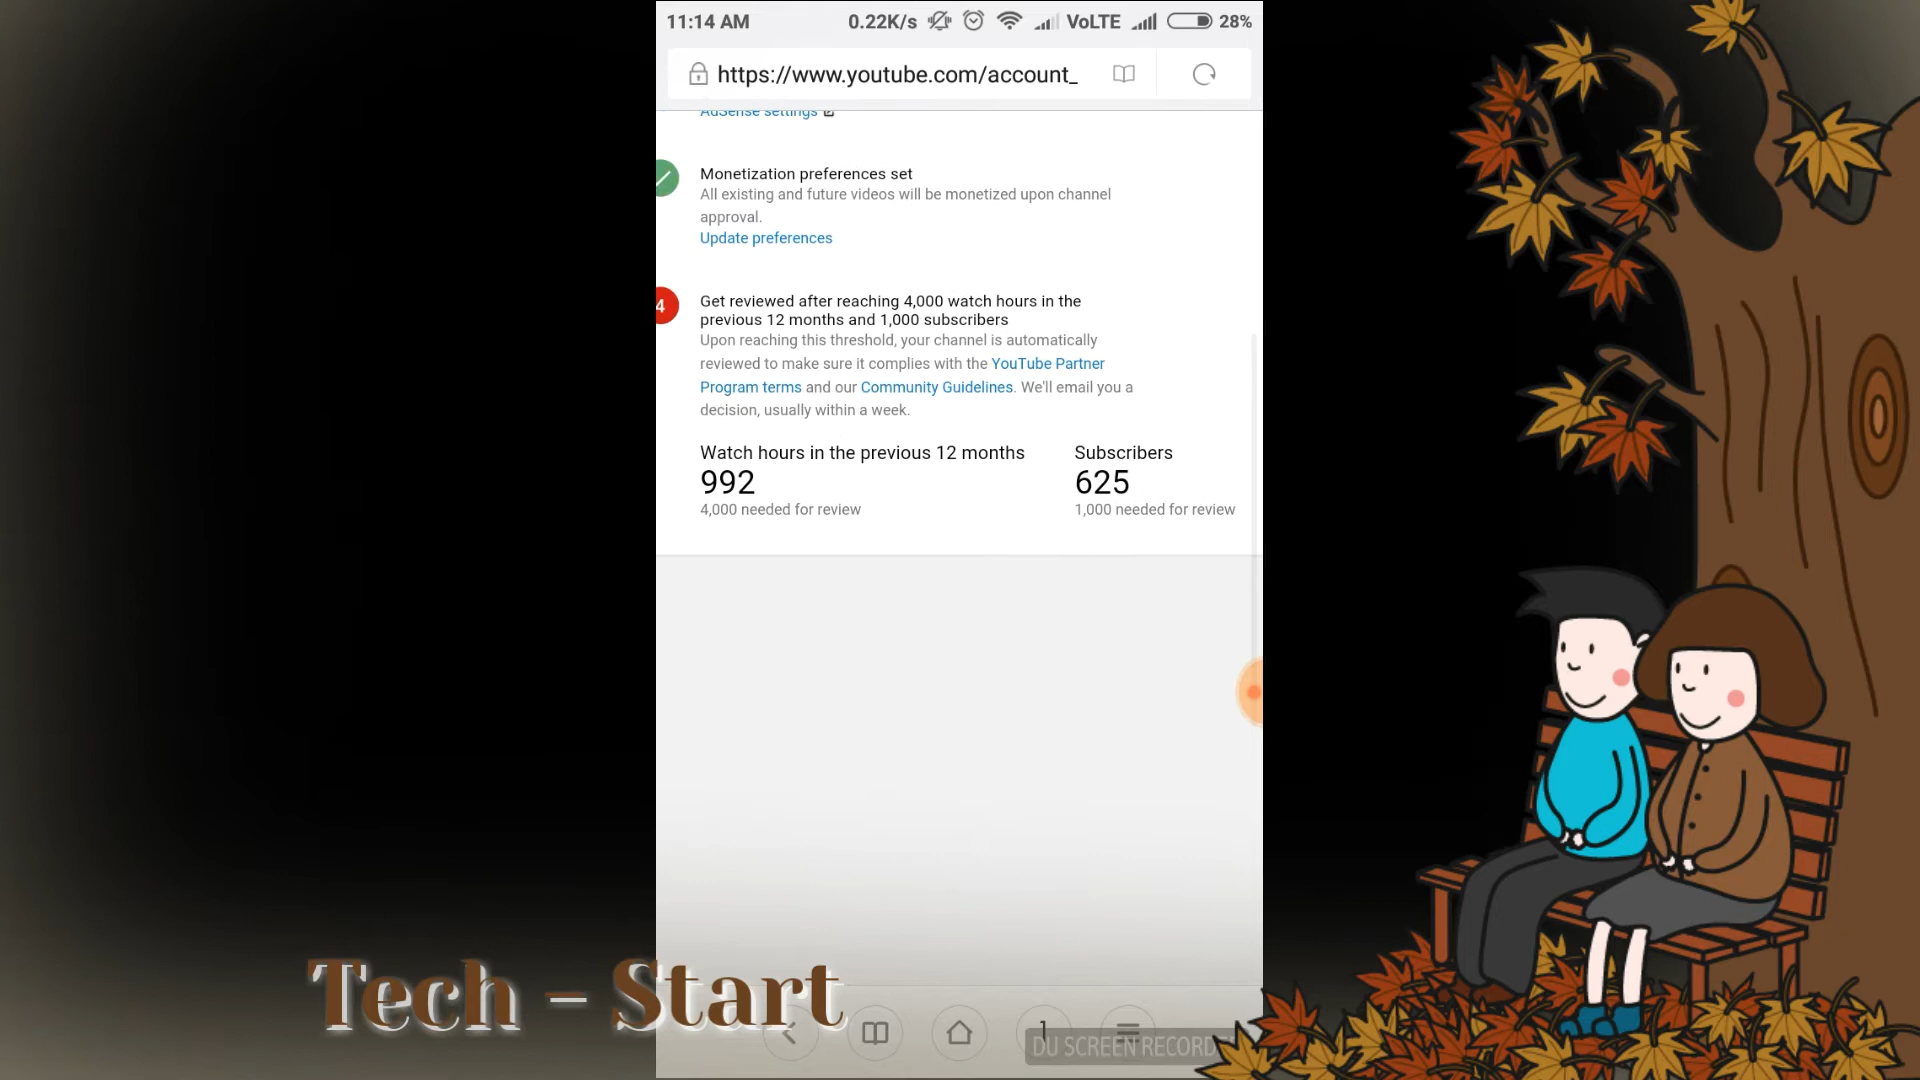 11:14 AM 0.22K/s VoLTE 28%
https://www.youtube.com/account_
AdSense settings
Monetization preferences set
All existing and future videos will be monetized upon channel
approval.
Update preferences
4
Get reviewed after reaching 4,000 watch hours in the
previous 12 months and 1,000 subscribers
Upon reaching this threshold, your channel is automatically
reviewed to make sure it complies with the YouTube Partner
Program terms and our Community Guidelines. We'll email you a
decision, usually within a week.
Watch hours in the previous 12 months Subscribers
992 625
4,000 needed for review 1,000 needed for review
Tech - Start
1
DU SCREEN RECORDE